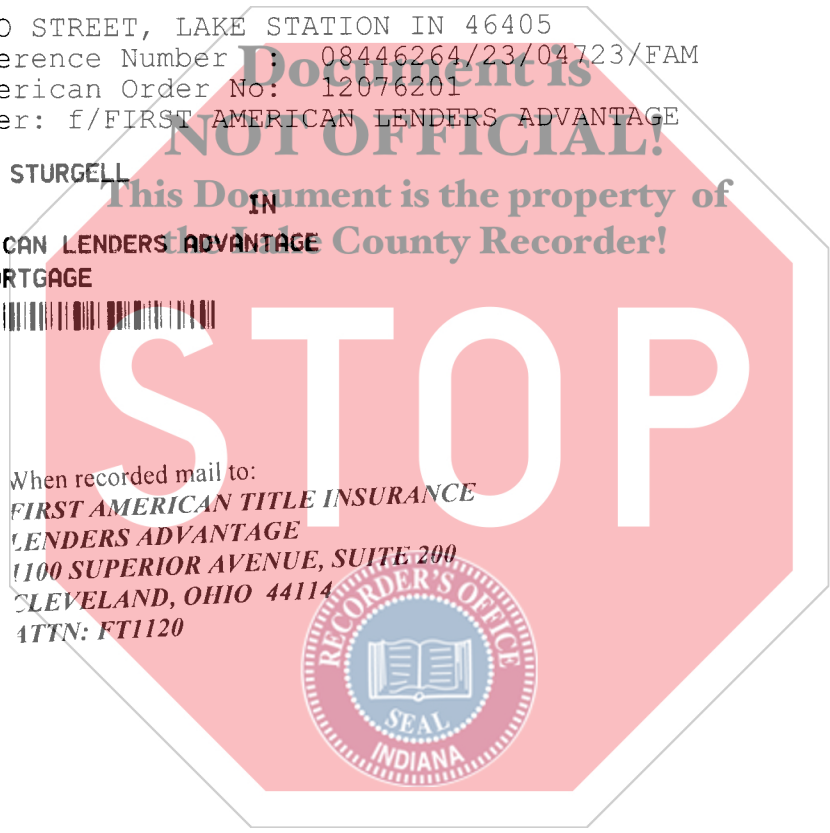 O STREET, LAKE STATION IN 46405
erence Number : 08446264/23/04723/FAM
erican Order No: 12076201
er: f/FIRST AMERICAN LENDERS ADVANTAGE
Document is
NOT OFFICIAL!
This Document is the property of
the Lake County Recorder!
STURGELL
IN
CAN LENDERS ADVANTAGE
RTGAGE
STOP
When recorded mail to:
FIRST AMERICAN TITLE INSURANCE
LENDERS ADVANTAGE
1100 SUPERIOR AVENUE, SUITE 200
CLEVELAND, OHIO 44114
ATTN: FT1120
RECORDER'S OFFICE
SEAL
INDIANA